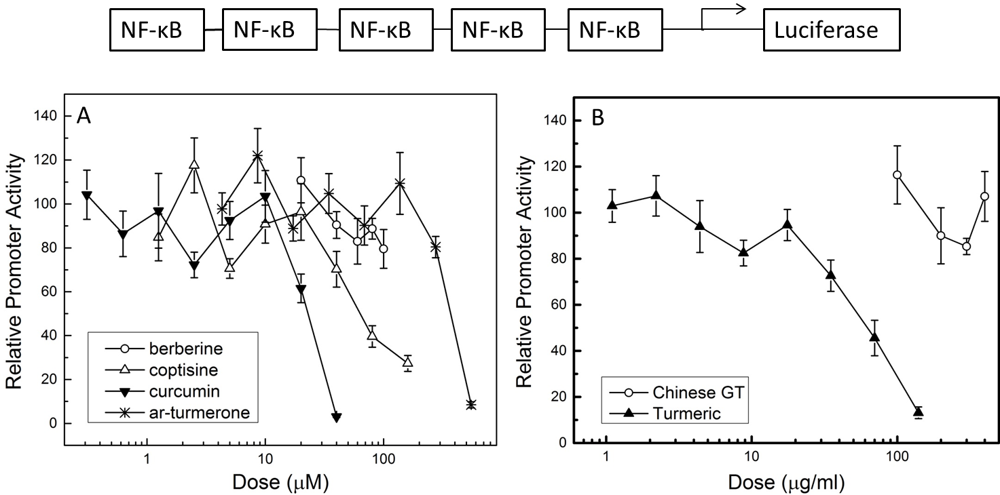 NF-κB NF-κB NF-κB NF-κB NF-κB Luciferase
A
Relative Promoter Activity
140
120
100
80
60
40
20
0
berberine
coptisine
curcumin
ar-turmerone
1 10 100
Dose (μM)
B
Relative Promoter Activity
140
120
100
80
60
40
20
0
Chinese GT
Turmeric
1 10 100
Dose (μg/ml)